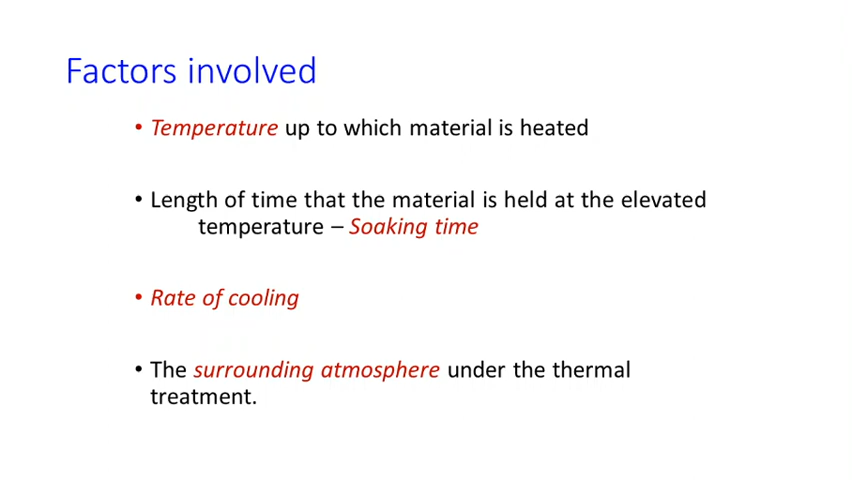 Factors involved
• Temperature up to which material is heated
• Length of time that the material is held at the elevated
temperature – Soaking time
• Rate of cooling
• The surrounding atmosphere under the thermal
treatment.